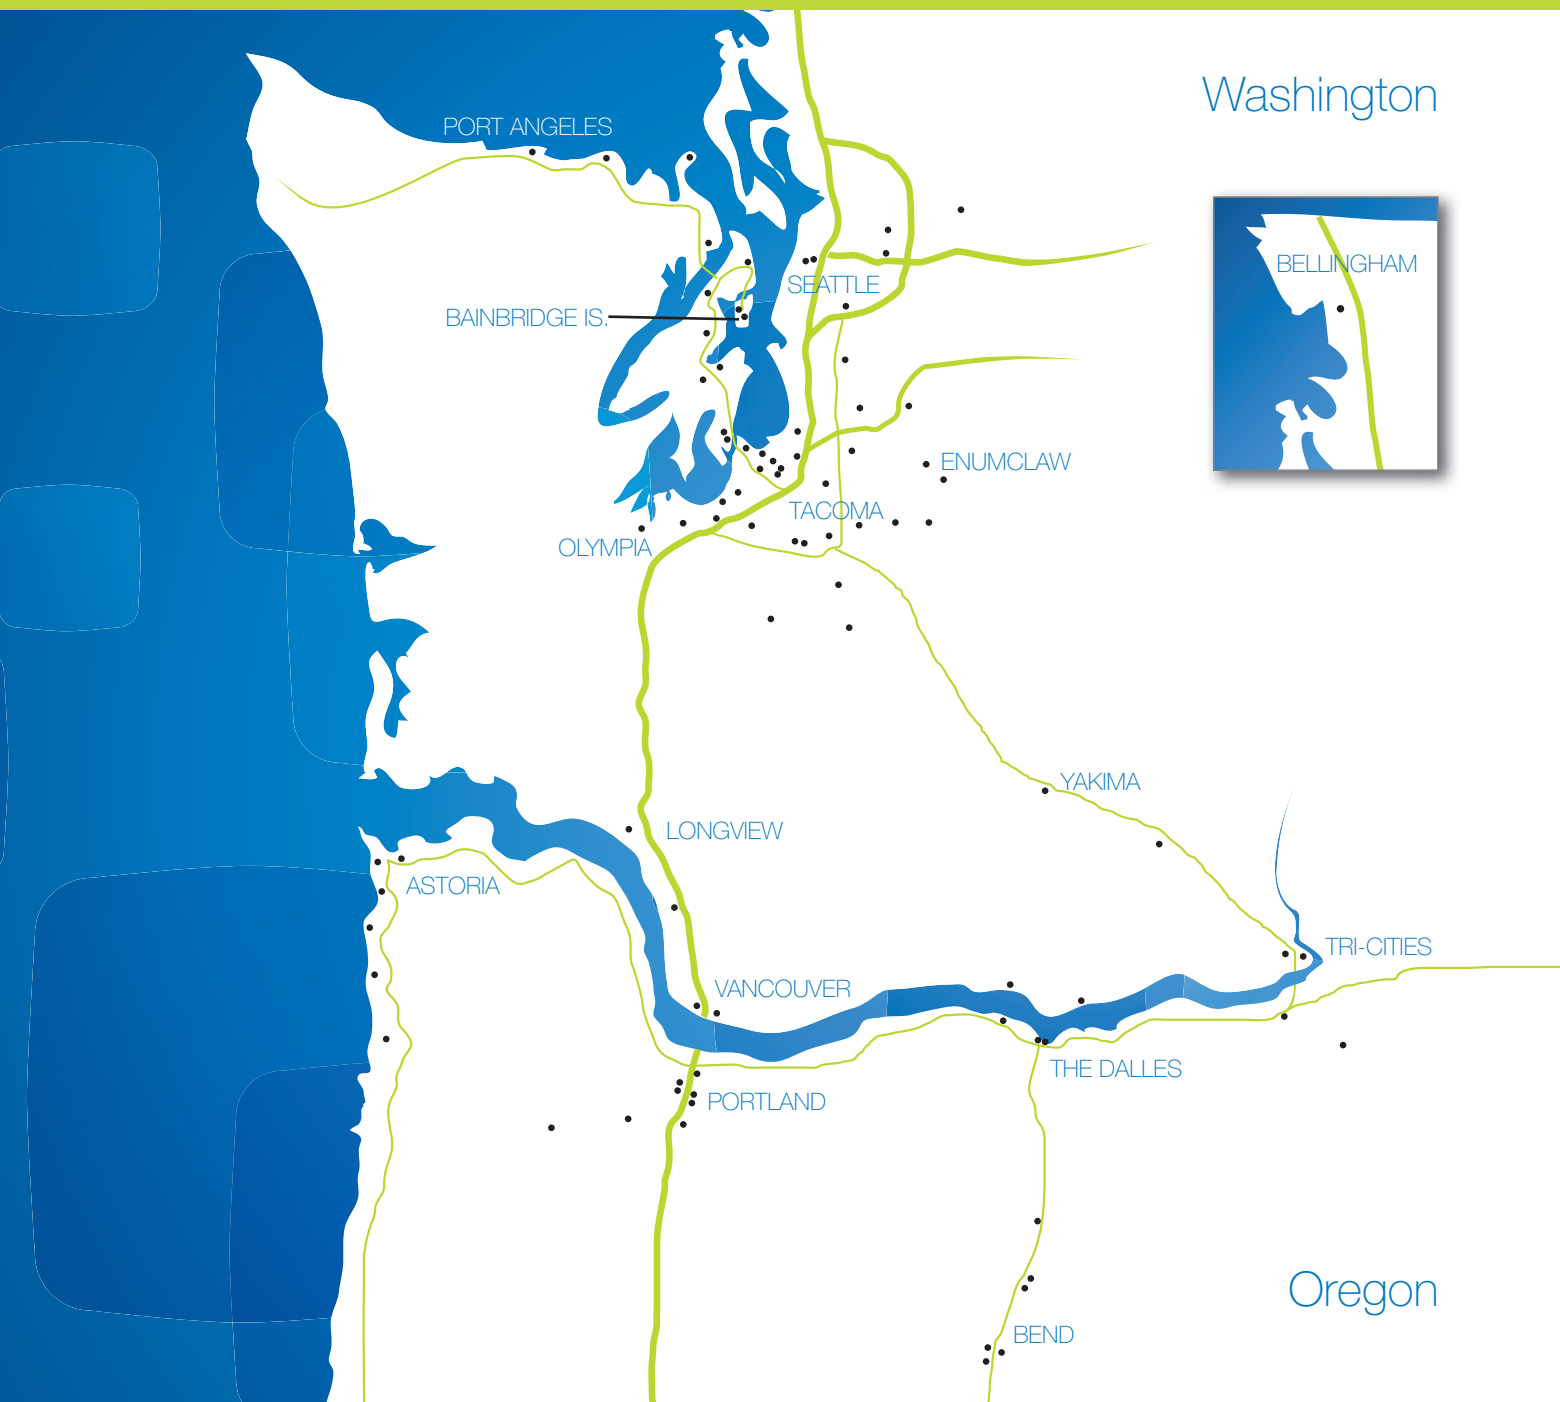 Washington
PORT ANGELES
BELLINGHAM
SEATTLE
BAINBRIDGE IS.
ENUMCLAW
TACOMA
OLYMPIA
YAKIMA
LONGVIEW
ASTORIA
TRI-CITIES
VANCOUVER
THE DALLES
PORTLAND
Oregon
BEND